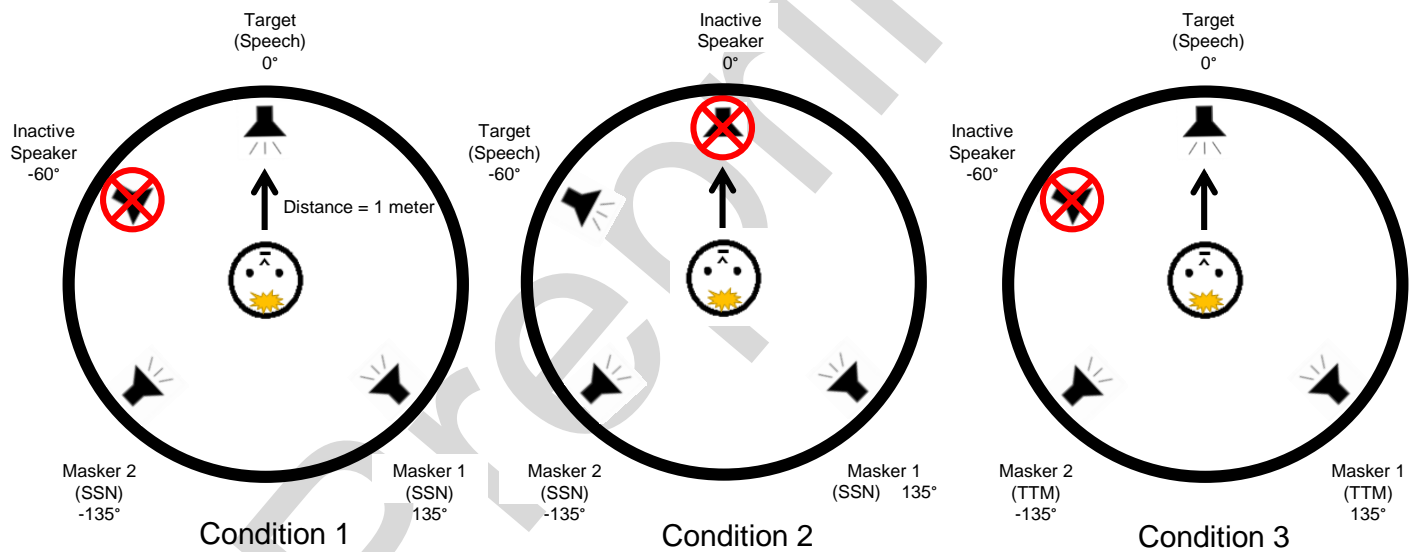 Target
(Speech)
0°
Inactive
Speaker
-60°
Distance = 1 meter
Masker 2
(SSN)
-135°
Masker 1
(SSN)
135°
Condition 1
Inactive
Speaker
0°
Target
(Speech)
-60°
Masker 2
(SSN)
-135°
Masker 1
(SSN) 135°
Condition 2
Target
(Speech)
0°
Inactive
Speaker
-60°
Masker 2
(TTM)
-135°
Masker 1
(TTM)
135°
Condition 3